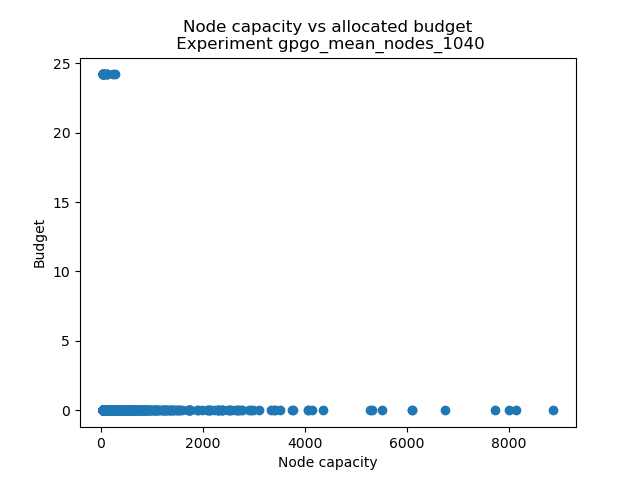 Node capacity vs allocated budget
Experiment gpgo_mean_nodes_1040
25
20
15
10
5
0
Budget
0 2000 4000 6000 8000
Node capacity